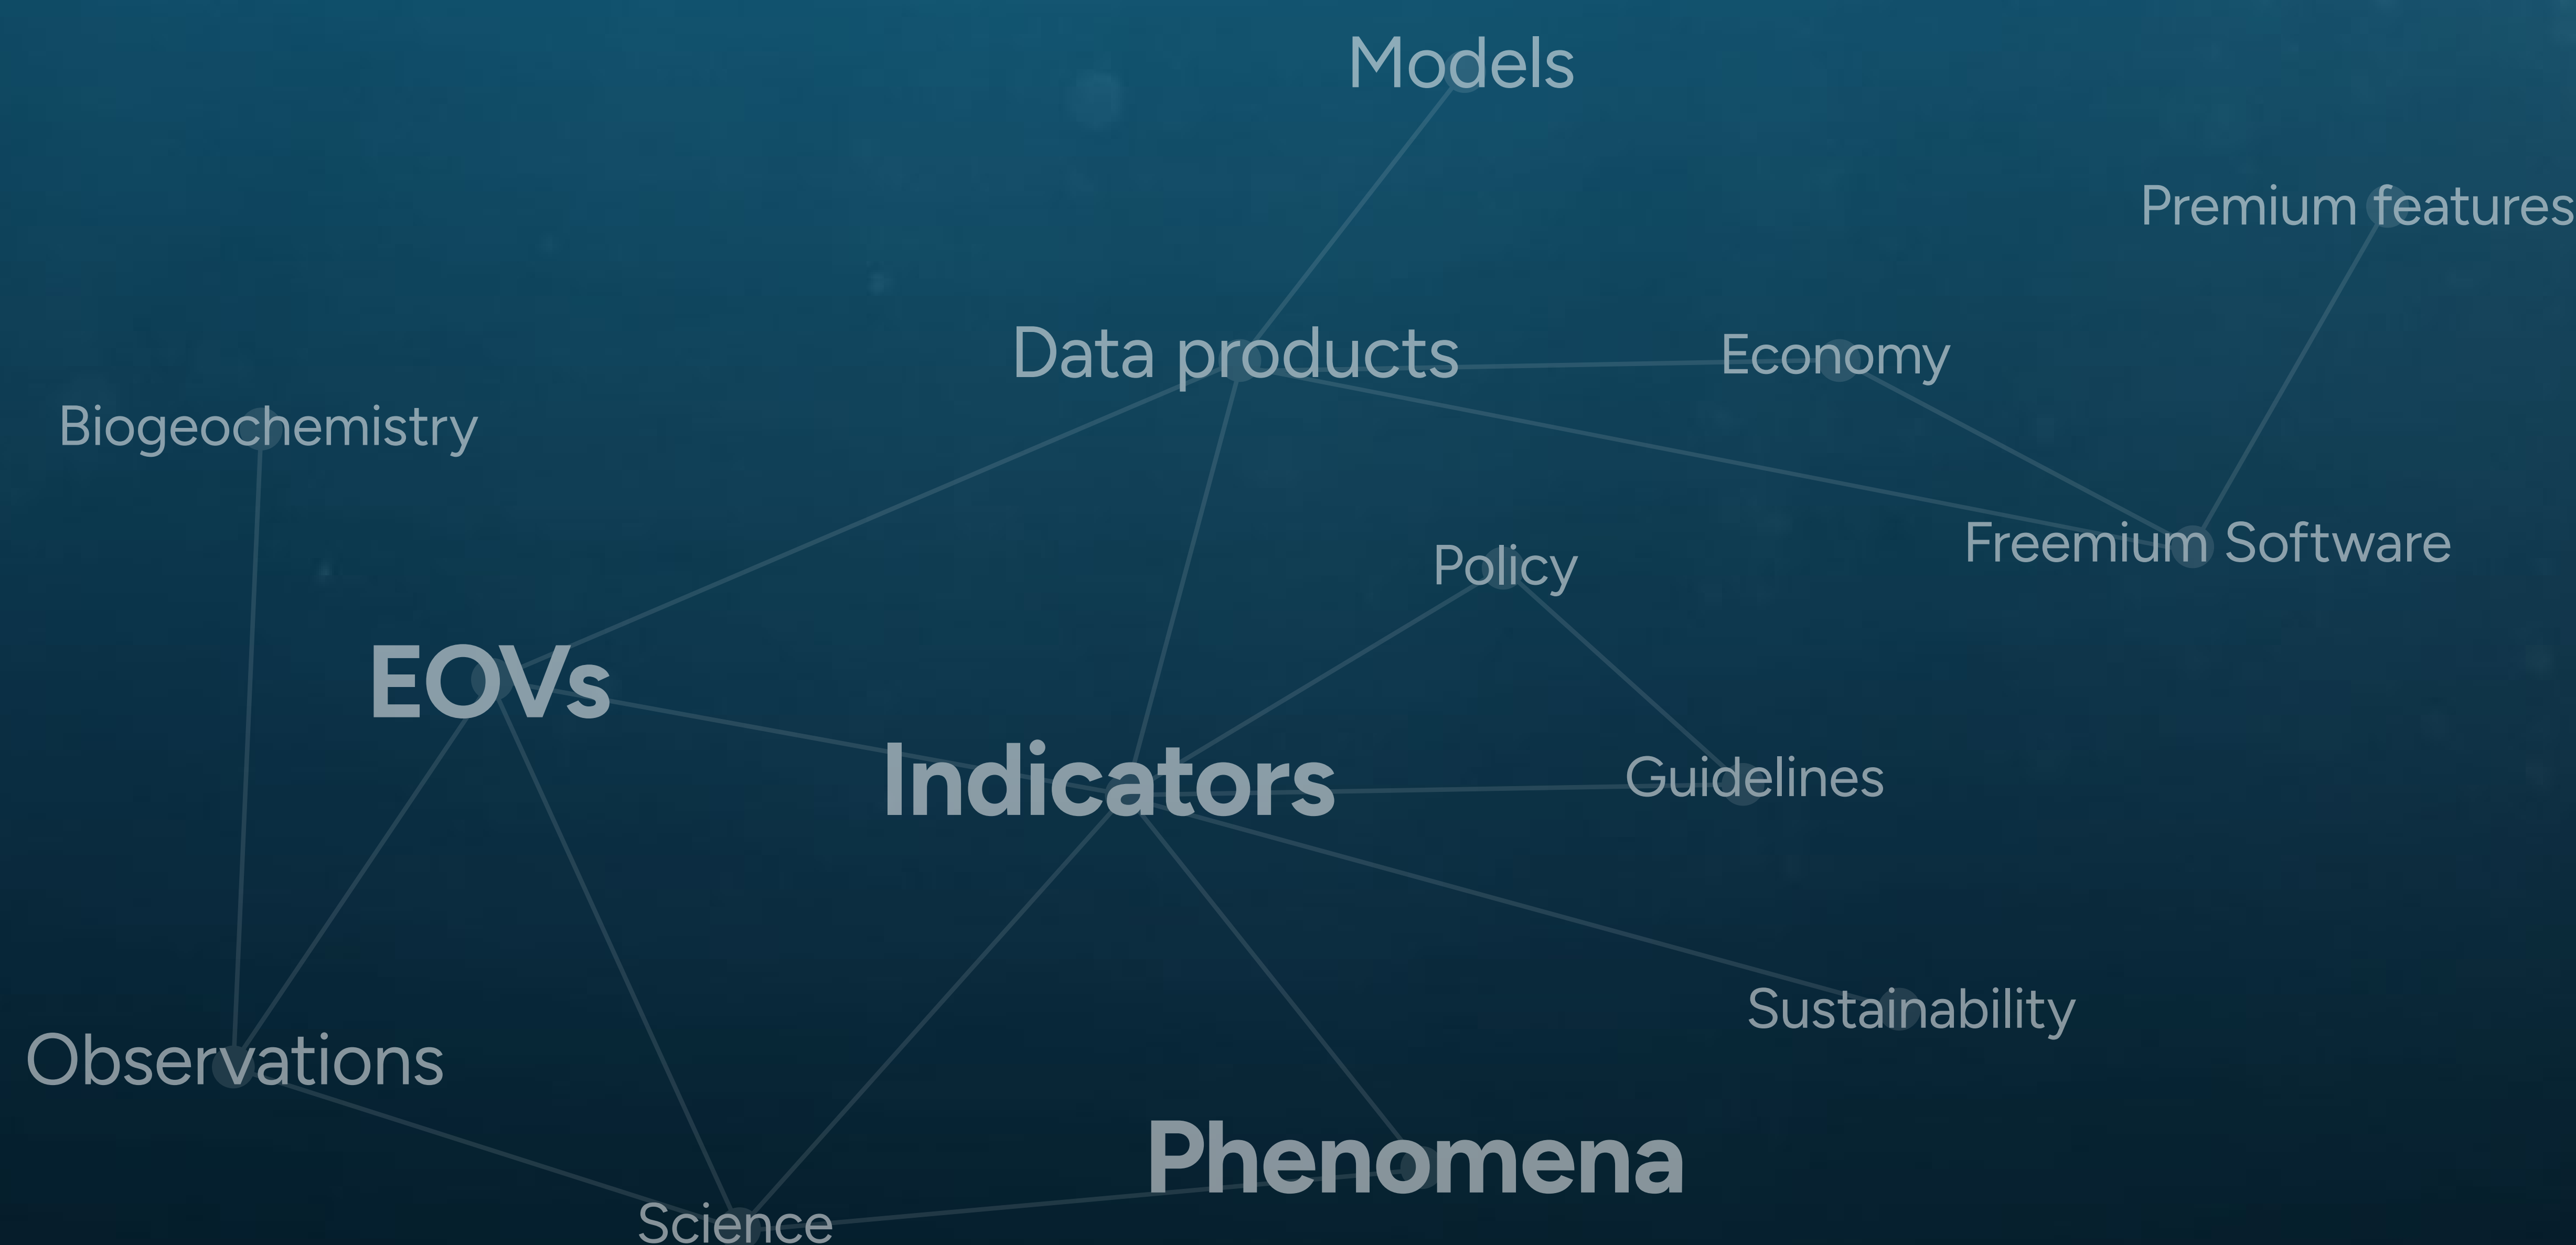 Models
Premium features
Data products
Economy
Biogeochemistry
Freemium Software
Policy
EOVs
Indicators
Guidelines
Sustainability
Observations
Phenomena
Science